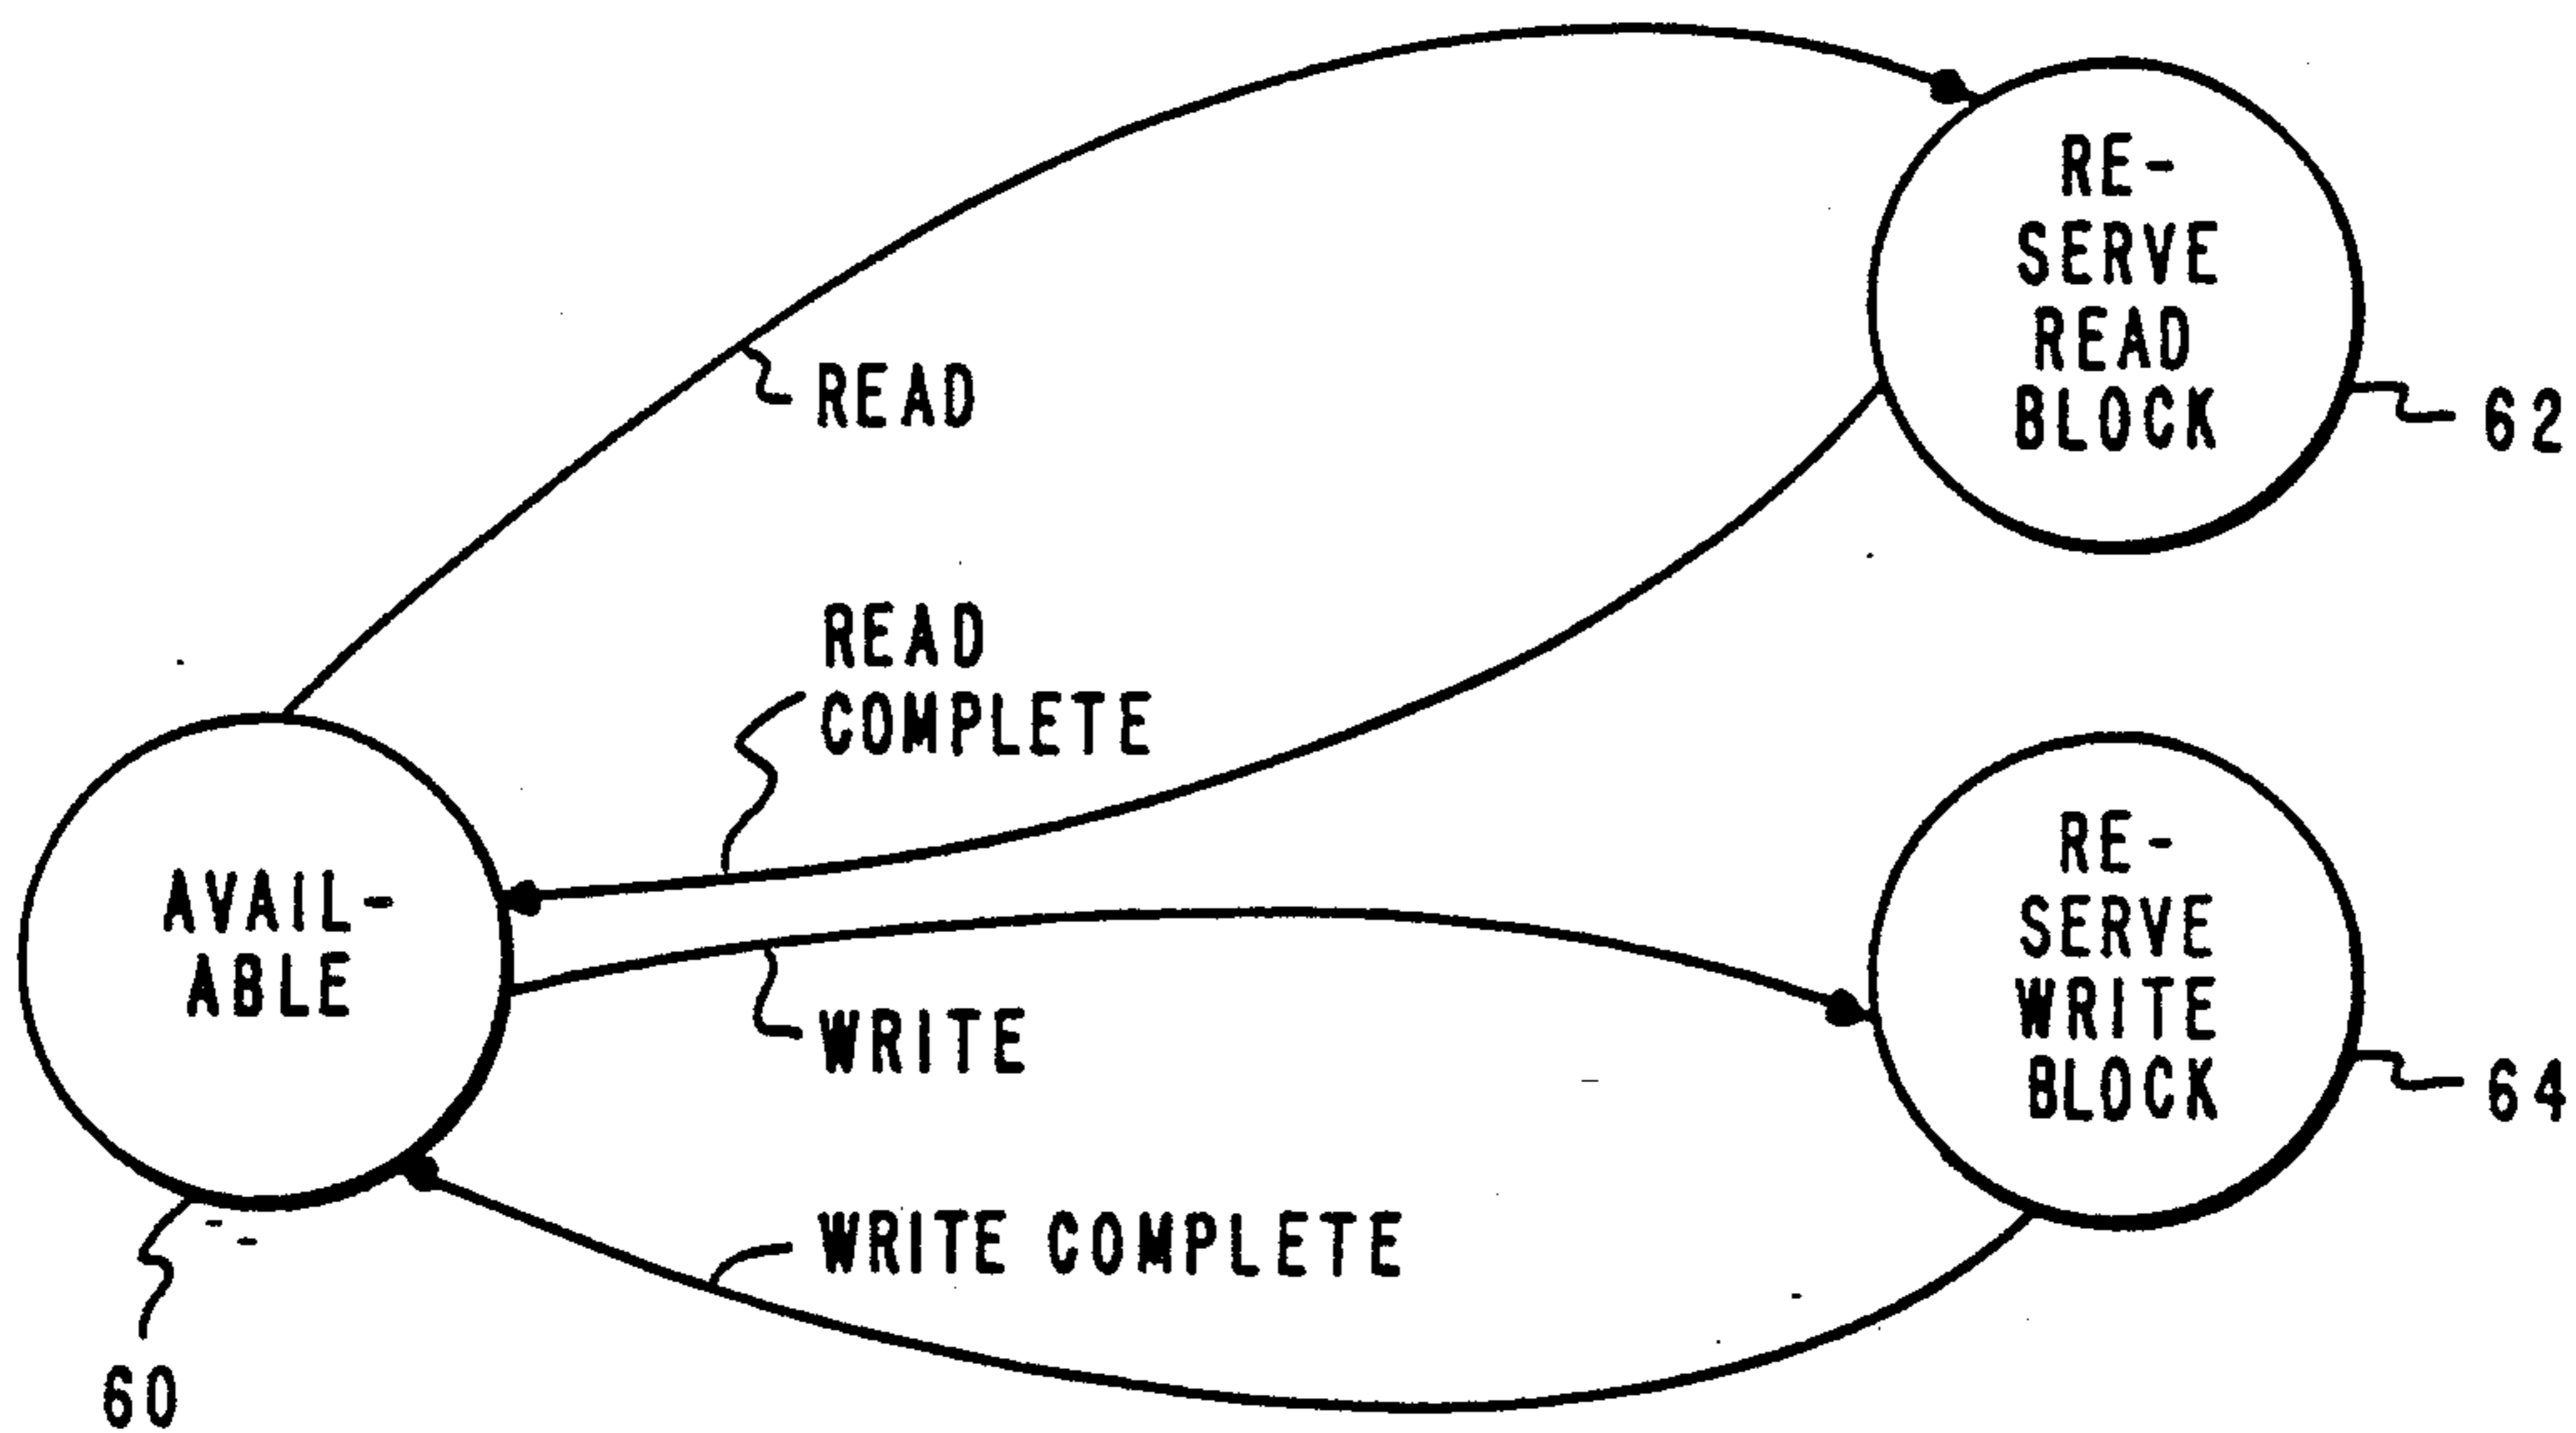 RE-
SERVE
READ
BLOCK
62
READ
READ
COMPLETE
AVAIL-
ABLE
60
WRITE
RE-
SERVE
WRITE
BLOCK
64
WRITE COMPLETE